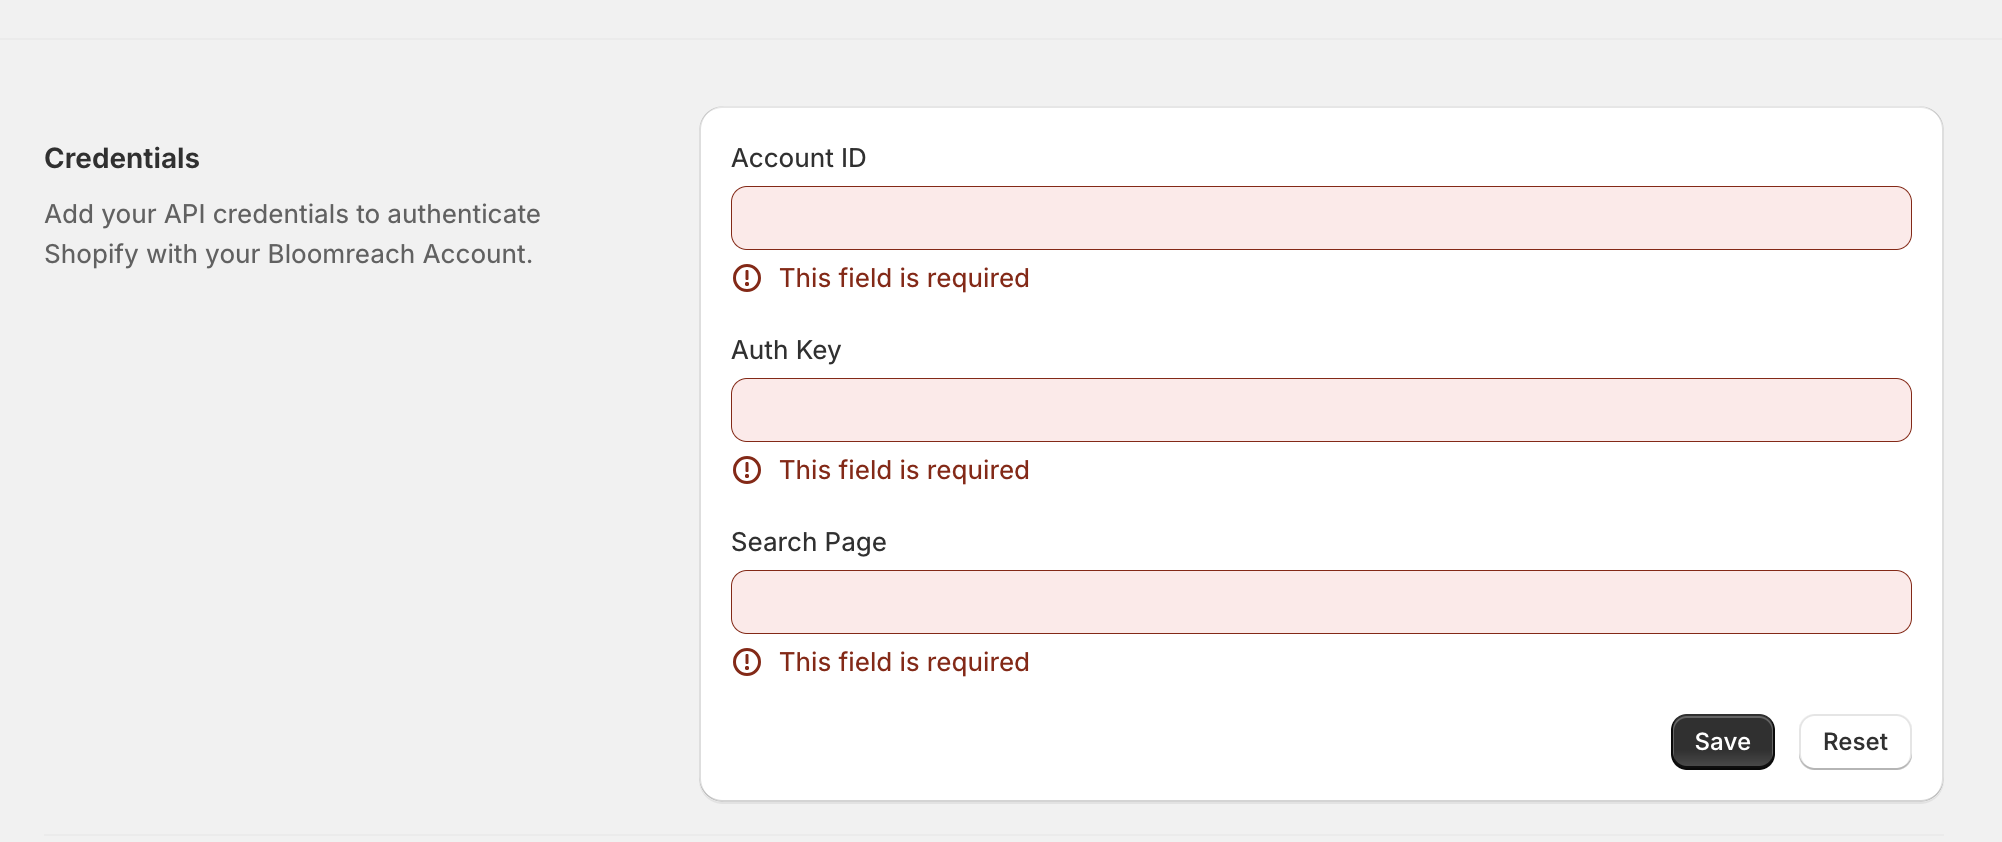 Credentials
Add your API credentials to authenticate
Shopify with your Bloomreach Account.
Account ID
This field is required
Auth Key
This field is required
Search Page
This field is required
Save
Reset